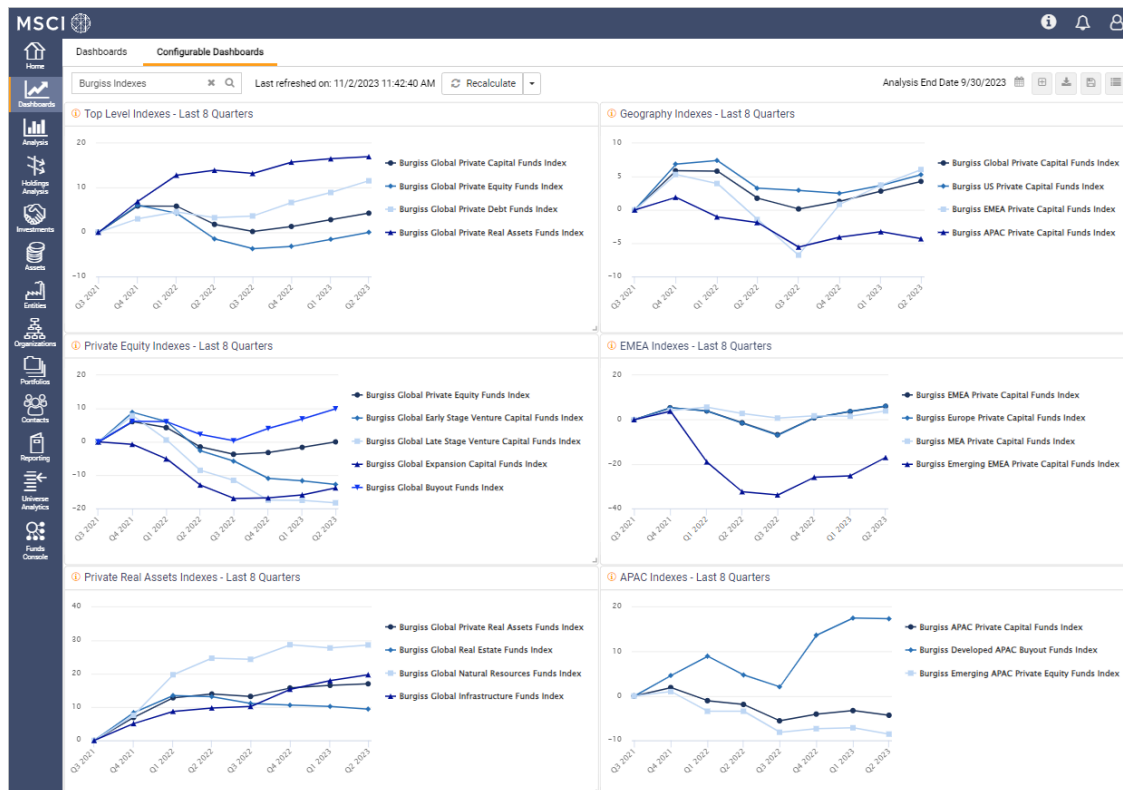 MSCI
Home
Dashboards
Analysis
Holdings
Analysis
Investments
Assets
Entities
Organizations
Portfolios
Contacts
Reporting
Universe
Analytics
Funds
Console
Dashboards Configurable Dashboards
Burgiss Indexes Last refreshed on: 11/2/2023 11:42:40 AM Recalculate Analysis End Date 9/30/2023
Top Level Indexes - Last 8 Quarters
20
10
0
-10
Q3 2021 Q4 2021 Q1 2022 Q2 2022 Q3 2022 Q4 2022 Q1 2023 Q2 2023
Burgiss Global Private Capital Funds Index
Burgiss Global Private Equity Funds Index
Burgiss Global Private Debt Funds Index
Burgiss Global Private Real Assets Funds Index
Geography Indexes - Last 8 Quarters
10
5
0
-5
-10
Q3 2021 Q4 2021 Q1 2022 Q2 2022 Q3 2022 Q4 2022 Q1 2023 Q2 2023
Burgiss Global Private Capital Funds Index
Burgiss US Private Capital Funds Index
Burgiss EMEA Private Capital Funds Index
Burgiss APAC Private Capital Funds Index
Private Equity Indexes - Last 8 Quarters
20
10
0
-10
-20
Q3 2021 Q4 2021 Q1 2022 Q2 2022 Q3 2022 Q4 2022 Q1 2023 Q2 2023
Burgiss Global Private Equity Funds Index
Burgiss Global Early Stage Venture Capital Funds Index
Burgiss Global Late Stage Venture Capital Funds Index
Burgiss Global Expansion Capital Funds Index
Burgiss Global Buyout Funds Index
EMEA Indexes - Last 8 Quarters
20
0
-20
-40
Q3 2021 Q4 2021 Q1 2022 Q2 2022 Q3 2022 Q4 2022 Q1 2023 Q2 2023
Burgiss EMEA Private Capital Funds Index
Burgiss Europe Private Capital Funds Index
Burgiss MEA Private Capital Funds Index
Burgiss Emerging EMEA Private Capital Funds Index
Private Real Assets Indexes - Last 8 Quarters
40
30
20
10
0
Q3 2021 Q4 2021 Q1 2022 Q2 2022 Q3 2022 Q4 2022 Q1 2023 Q2 2023
Burgiss Global Private Real Assets Funds Index
Burgiss Global Real Estate Funds Index
Burgiss Global Natural Resources Funds Index
Burgiss Global Infrastructure Funds Index
APAC Indexes - Last 8 Quarters
20
10
0
-10
Q3 2021 Q4 2021 Q1 2022 Q2 2022 Q3 2022 Q4 2022 Q1 2023 Q2 2023
Burgiss APAC Private Capital Funds Index
Burgiss Developed APAC Buyout Funds Index
Burgiss Emerging APAC Private Equity Funds Index